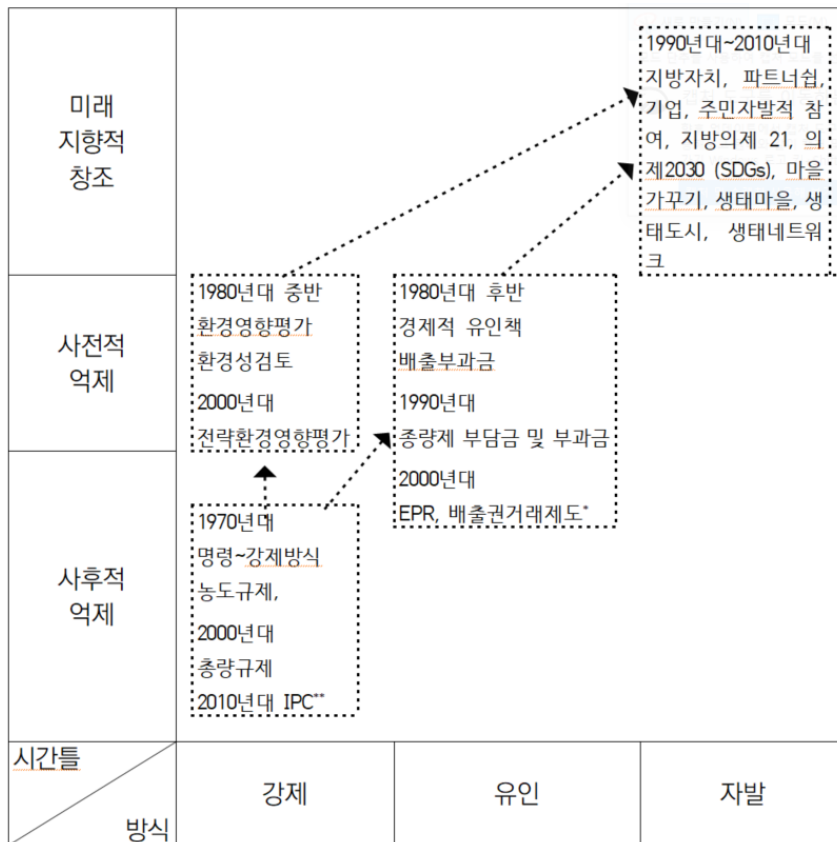 미래
지향적
창조
1990년대~2010년대
지방자치, 파트너쉽,
기업, 주민자발적 참
여, 지방의제 21, 의
제2030 (SDGs), 마을
가꾸기, 생태마을, 생
태도시, 생태네트워
크
사전적
억제
1980년대 중반
환경영향평가
환경성검토
2000년대
전략환경영향평가
1980년대 후반
경제적 유인책
배출부과금
1990년대
종량제 부담금 및 부과금
2000년대
EPR, 배출권거래제도*
사후적
억제
1970년대
명령~강제방식
농도규제,
2000년대
총량규제
2010년대 IPC**
시간틀
방식
강제
유인
자발